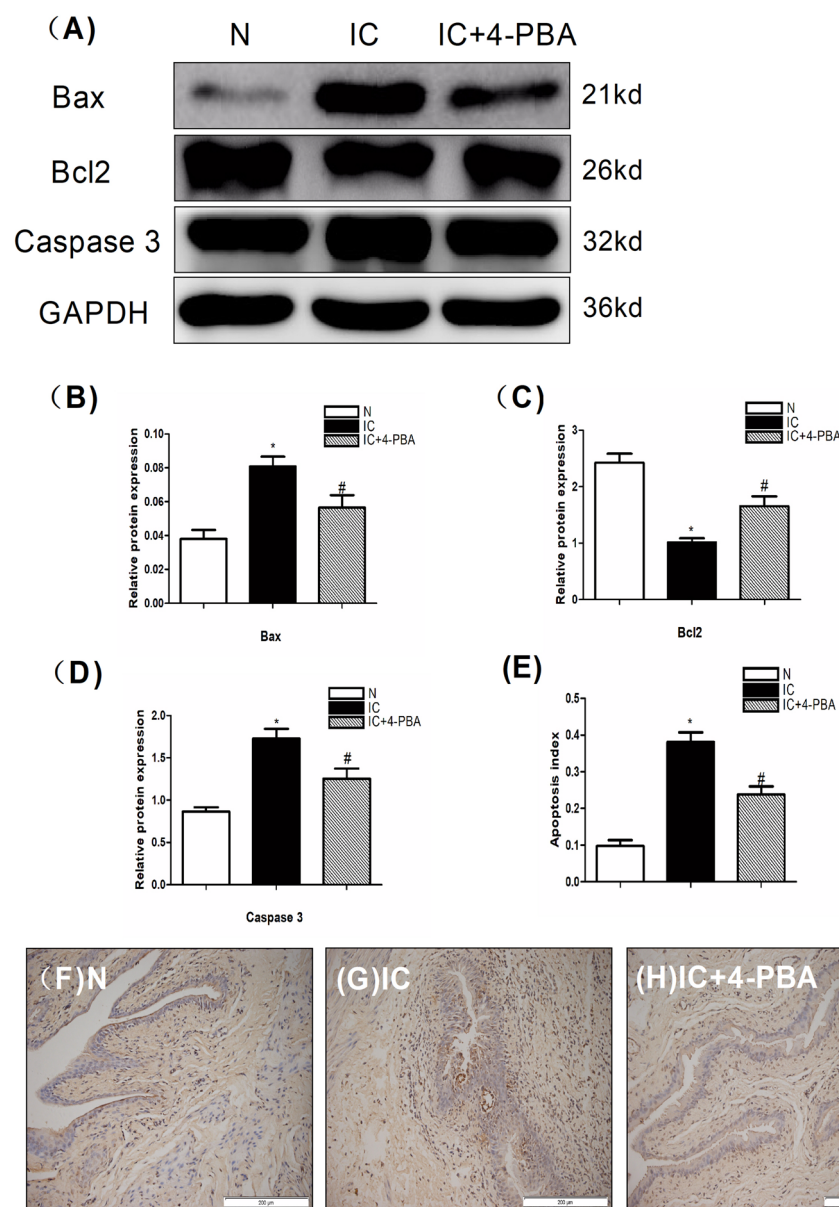 （A)
N IC IC+4-PBA
Bax 21kd
Bcl2 26kd
Caspase 3 32kd
GAPDH 36kd
（B)
N
IC
IC+4-PBA
Relative protein expression
0.10
0.08
0.06
0.04
0.02
0.00
*
#
Bax
（C)
N
IC
IC+4-PBA
Relative protein expression
3
2
1
0
*
#
Bcl2
（D)
N
IC
IC+4-PBA
Relative protein expression
2.0
1.5
1.0
0.5
0.0
*
#
Caspase 3
(E)
N
IC
IC+4-PBA
Apoptosis index
0.5
0.4
0.3
0.2
0.1
0.0
*
#
（F)N
200 μm
(G)IC
200 μm
(H)IC+4-PBA